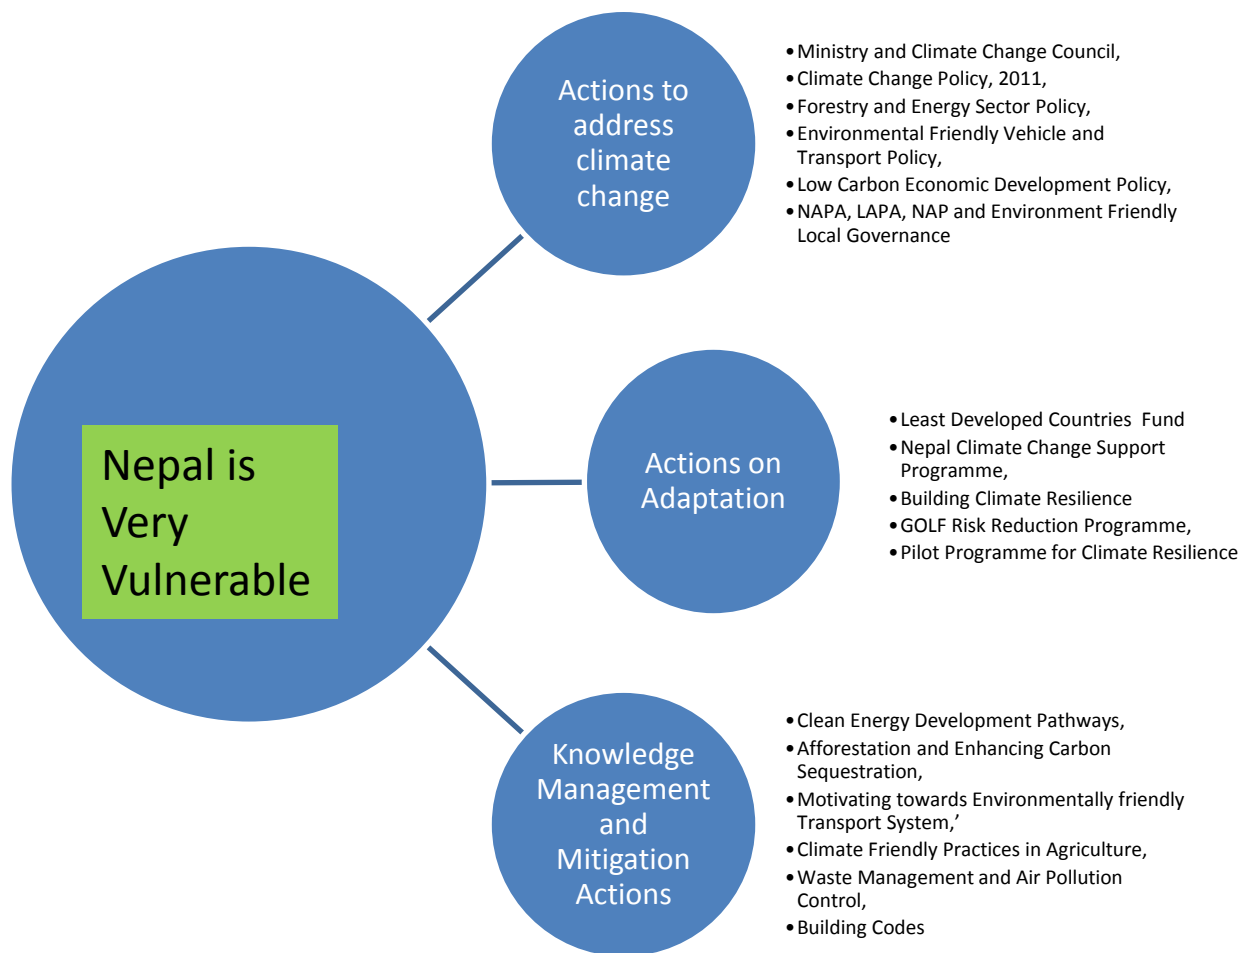 Actions to
address
climate
change
•Ministry and Climate Change Council,
•Climate Change Policy, 2011,
•Forestry and Energy Sector Policy,
•Environmental Friendly Vehicle and
Transport Policy,
•Low Carbon Economic Development Policy,
•NAPA, LAPA, NAP and Environment Friendly
Local Governance
Nepal is
Very
Vulnerable
Actions on
Adaptation
•Least Developed Countries  Fund
•Nepal Climate Change Support
Programme,
•Building Climate Resilience
•GOLF Risk Reduction Programme,
•Pilot Programme for Climate Resilience
Knowledge
Management
and
Mitigation
Actions
•Clean Energy Development Pathways,
•Afforestation and Enhancing Carbon
Sequestration,
•Motivating towards Environmentally friendly
Transport System,’
•Climate Friendly Practices in Agriculture,
•Waste Management and Air Pollution
Control,
•Building Codes